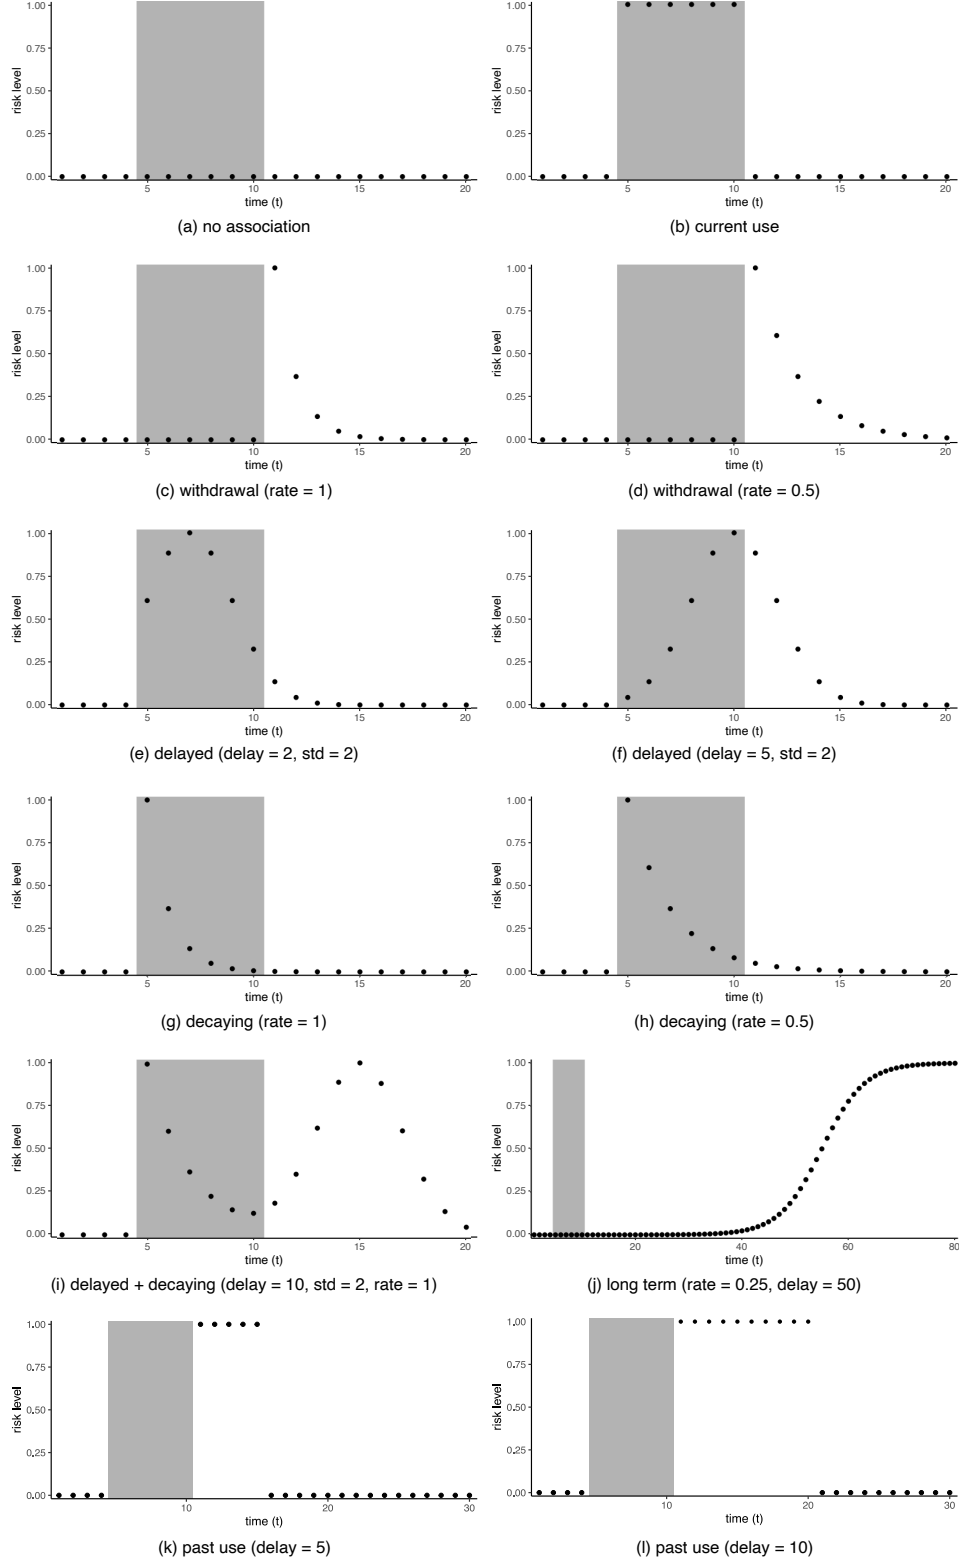 1.00
0.75
0.50
0.25
0.00
risk level
5 10 15 20
time (t)
(a) no association
1.00
0.75
0.50
0.25
0.00
risk level
5 10 15 20
time (t)
(b) current use
1.00
0.75
0.50
0.25
0.00
risk level
5 10 15 20
time (t)
(c) withdrawal (rate = 1)
1.00
0.75
0.50
0.25
0.00
risk level
5 10 15 20
time (t)
(d) withdrawal (rate = 0.5)
1.00
0.75
0.50
0.25
0.00
risk level
5 10 15 20
time (t)
(e) delayed (delay = 2, std = 2)
1.00
0.75
0.50
0.25
0.00
risk level
5 10 15 20
time (t)
(f) delayed (delay = 5, std = 2)
1.00
0.75
0.50
0.25
0.00
risk level
5 10 15 20
time (t)
(g) decaying (rate = 1)
1.00
0.75
0.50
0.25
0.00
risk level
5 10 15 20
time (t)
(h) decaying (rate = 0.5)
1.00
0.75
0.50
0.25
0.00
risk level
5 10 15 20
time (t)
(i) delayed + decaying (delay = 10, std = 2, rate = 1)
1.00
0.75
0.50
0.25
0.00
risk level
20 40 60 80
time (t)
(j) long term (rate = 0.25, delay = 50)
1.00
0.75
0.50
0.25
0.00
risk level
10 20 30
time (t)
(k) past use (delay = 5)
1.00
0.75
0.50
0.25
0.00
risk level
10 20 30
time (t)
(l) past use (delay = 10)